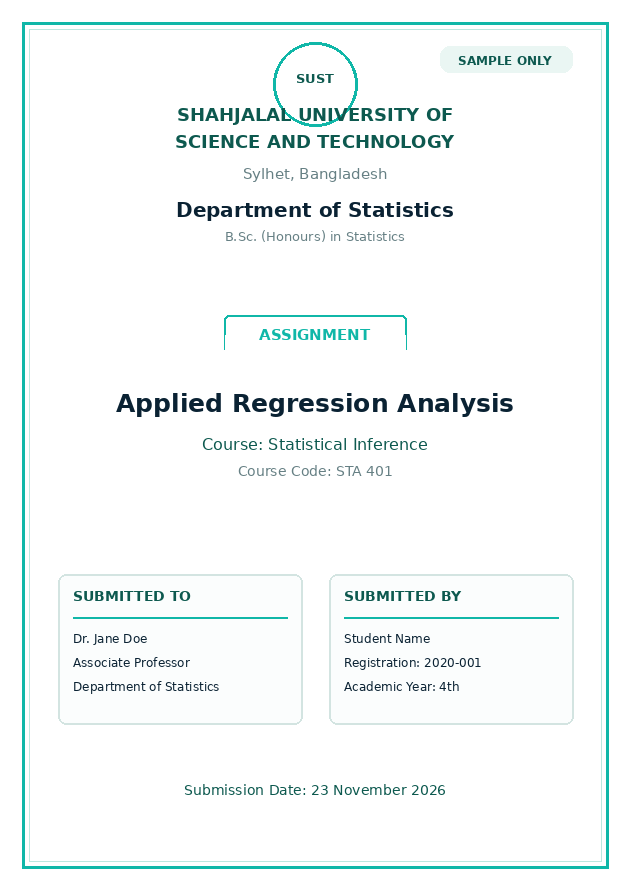 SUST
SAMPLE ONLY
SHAHJALAL UNIVERSITY OF
SCIENCE AND TECHNOLOGY
Sylhet, Bangladesh
Department of Statistics
B.Sc. (Honours) in Statistics
ASSIGNMENT
Applied Regression Analysis
Course: Statistical Inference
Course Code: STA 401
SUBMITTED TO
Dr. Jane Doe
Associate Professor
Department of Statistics
SUBMITTED BY
Student Name
Registration: 2020-001
Academic Year: 4th
Submission Date: 23 November 2026